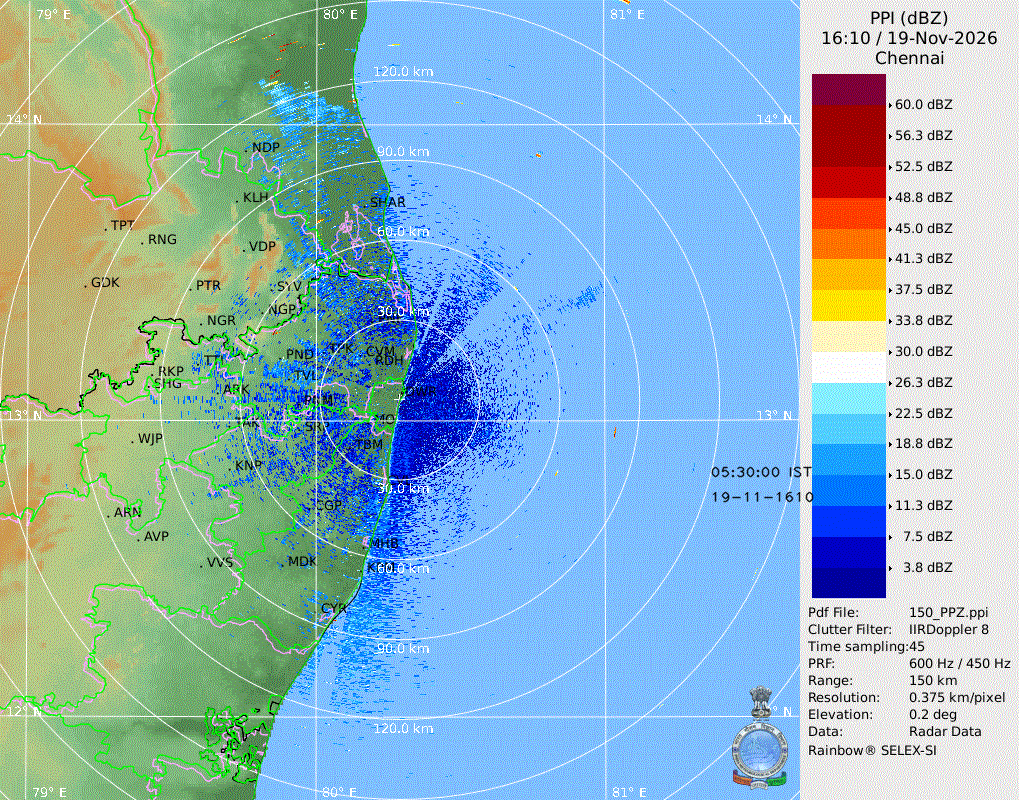 79° E
80° E
81° E
120.0 km
14° N
14° N
NDP
90.0 km
KLH
SHAR
TPT
RNG
60.0 km
VDP
GDK
PTR
SYV
NGP
30.0 km
NGR
PND
RKP
SHG
TVL
ARK
13° N
13° N
WJP
TBM
KNP
30.0 km
ARN
AVP
MHB
VVS
MDK
60.0 km
CYR
90.0 km
12° N
120.0 km
79° E
80° E
81° E
05:30:00 IST
19-11-1610
PPI (dBZ)
16:10 / 19-Nov-2026
Chennai
60.0 dBZ
56.3 dBZ
52.5 dBZ
48.8 dBZ
45.0 dBZ
41.3 dBZ
37.5 dBZ
33.8 dBZ
30.0 dBZ
26.3 dBZ
22.5 dBZ
18.8 dBZ
15.0 dBZ
11.3 dBZ
7.5 dBZ
3.8 dBZ
Pdf File: 150_PPZ.ppi
Clutter Filter: IIRDoppler 8
Time sampling:45
PRF: 600 Hz / 450 Hz
Range: 150 km
Resolution: 0.375 km/pixel
Elevation: 0.2 deg
Data: Radar Data
Rainbow® SELEX-SI